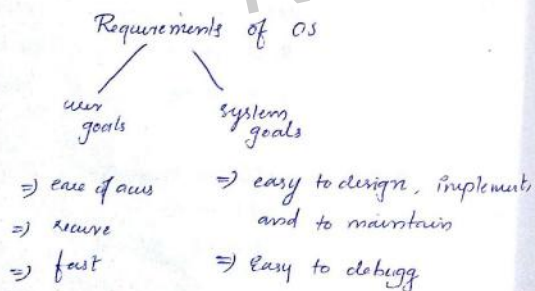 Requirements of OS
user goals
system goals
=) ease of acces
=) secure
=) fast
=) easy to design, implement, and to maintain
=) Easy to debugg